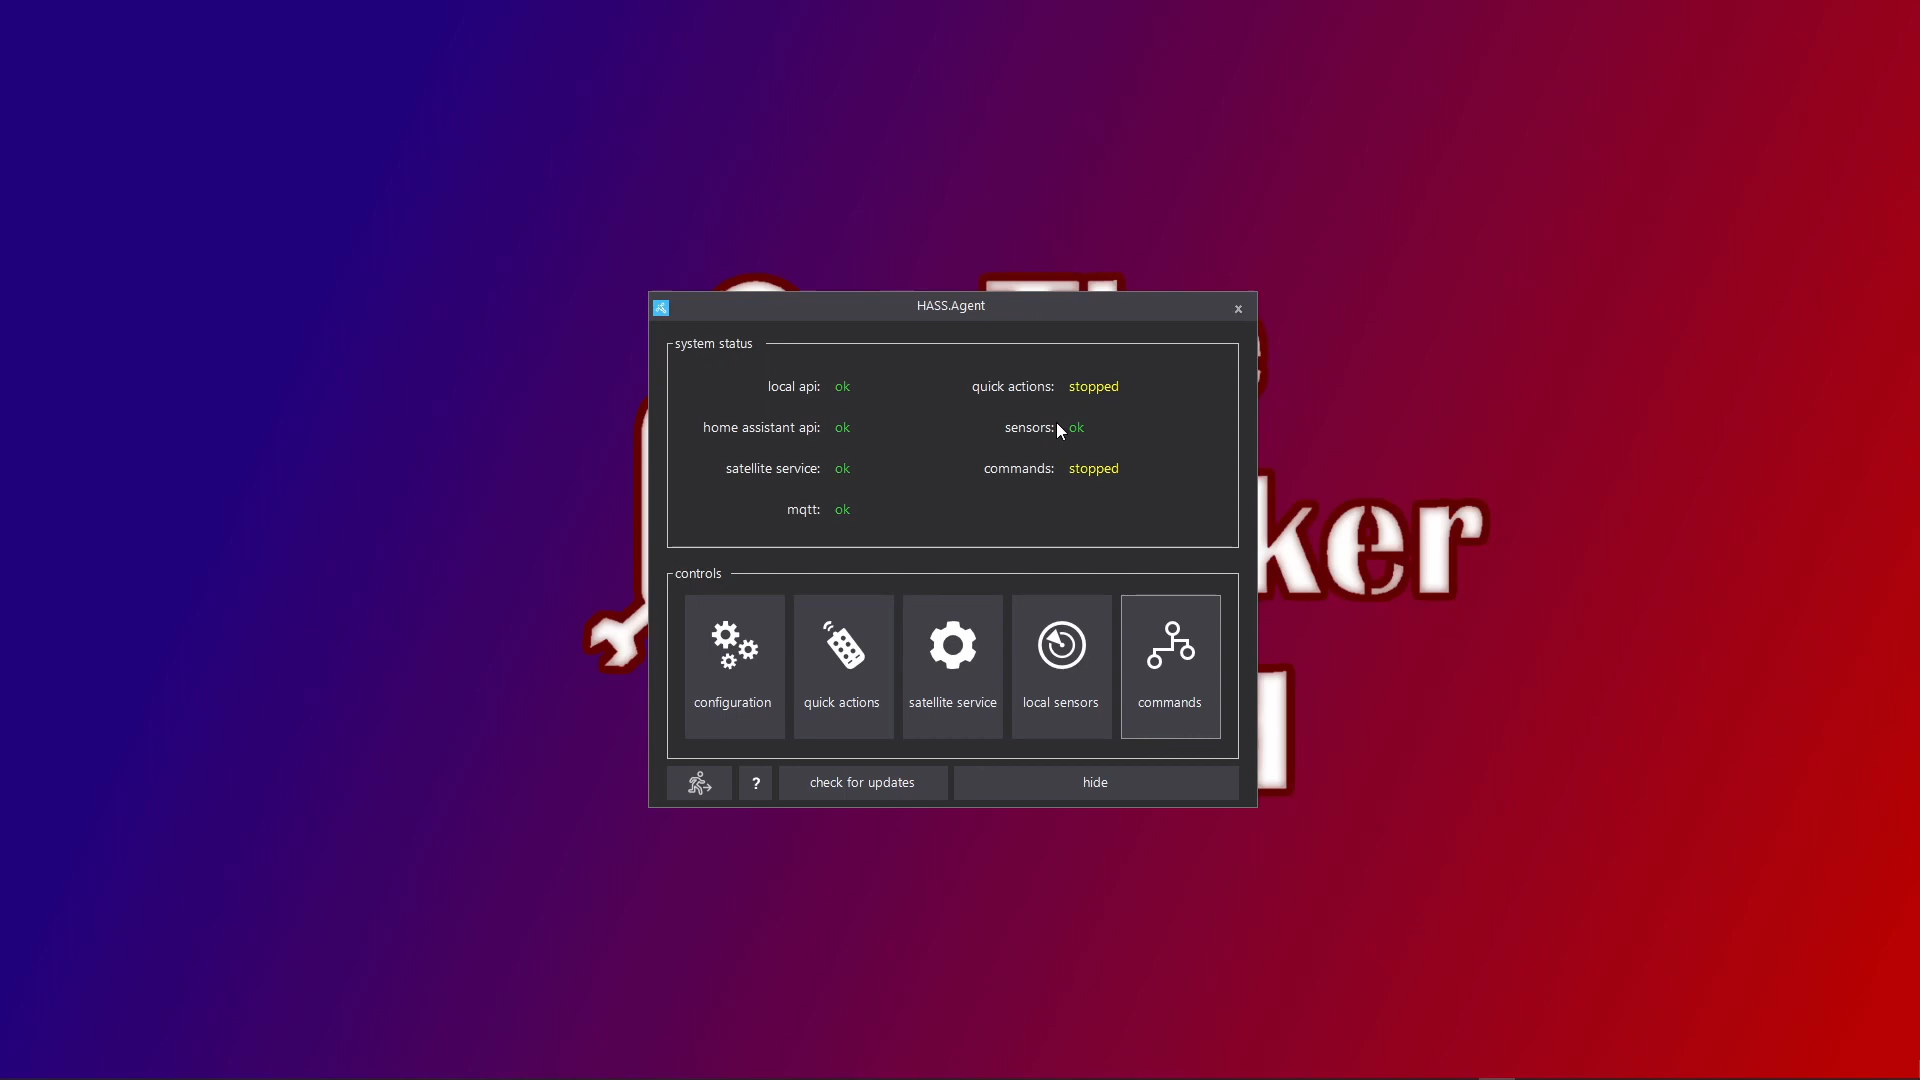 HASS.Agent
x
system status
local api: ok
quick actions: stopped
home assistant api: ok
sensors: ok
satellite service: ok
commands: stopped
mqtt: ok
controls
configuration
quick actions
satellite service
local sensors
commands
?
check for updates
hide
ker